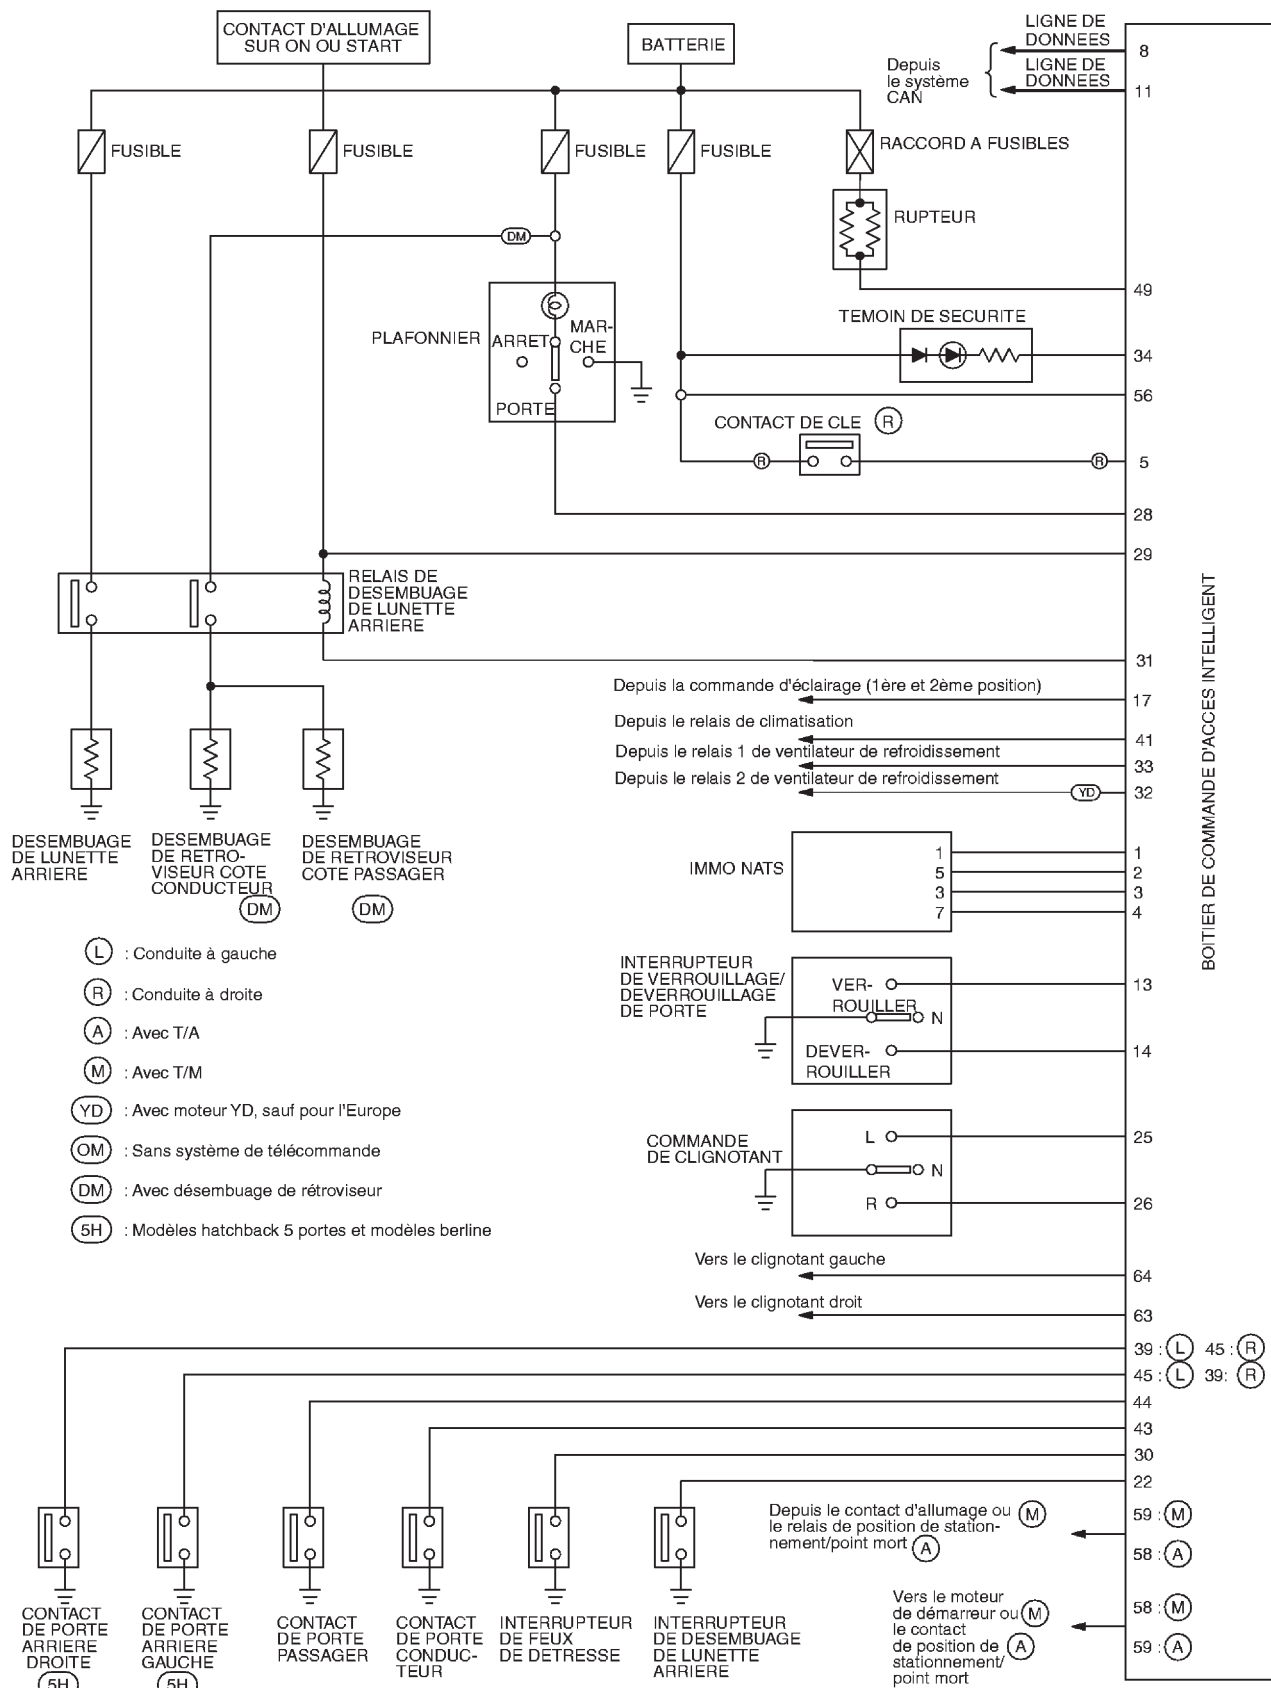 CONTACT D'ALLUMAGE
SUR ON OU START
BATTERIE
LIGNE DE
DONNEES
8
Depuis
le système
CAN
LIGNE DE
DONNEES
11
FUSIBLE
FUSIBLE
FUSIBLE
FUSIBLE
RACCORD A FUSIBLES
RUPTEUR
DM
49
TEMOIN DE SECURITE
PLAFONNIER
ARRET
MAR-
CHE
PORTE
34
56
CONTACT DE CLE R
R
R
5
28
29
RELAIS DE
DESEMBUAGE
DE LUNETTE
ARRIERE
31
Depuis la commande d'éclairage (1ère et 2ème position)
17
Depuis le relais de climatisation
41
Depuis le relais 1 de ventilateur de refroidissement
33
Depuis le relais 2 de ventilateur de refroidissement
YD
32
BOITIER DE COMMANDE D'ACCES INTELLIGENT
DESEMBUAGE
DE LUNETTE
ARRIERE
DESEMBUAGE
DE RETRO-
VISEUR COTE
CONDUCTEUR
DM
DESEMBUAGE
DE RETROVISEUR
COTE PASSAGER
DM
IMMO NATS
1 1
5 2
3 3
7 4
L : Conduite à gauche
R : Conduite à droite
A : Avec T/A
M : Avec T/M
YD : Avec moteur YD, sauf pour l'Europe
OM : Sans système de télécommande
DM : Avec désembuage de rétroviseur
5H : Modèles hatchback 5 portes et modèles berline
INTERRUPTEUR
DE VERROUILLAGE/
DEVERROUILLAGE
DE PORTE
VER-
ROUILLER
N
DEVER-
ROUILLER
13
14
COMMANDE
DE CLIGNOTANT
L
N
R
25
26
Vers le clignotant gauche
64
Vers le clignotant droit
63
39 : L 45 : R
45 : L 39: R
44
43
30
22
Depuis le contact d'allumage ou M
le relais de position de station-
nement/point mort A
59 : M
58 : A
Vers le moteur
de démarreur ou M
le contact
de position de A
stationnement/
point mort
58 : M
59 : A
CONTACT
DE PORTE
ARRIERE
DROITE
5H
CONTACT
DE PORTE
ARRIERE
GAUCHE
5H
CONTACT
DE PORTE
PASSAGER
CONTACT
DE PORTE
CONDUC-
TEUR
INTERRUPTEUR
DE FEUX
DE DETRESSE
INTERRUPTEUR
DE DESEMBUAGE
DE LUNETTE
ARRIERE